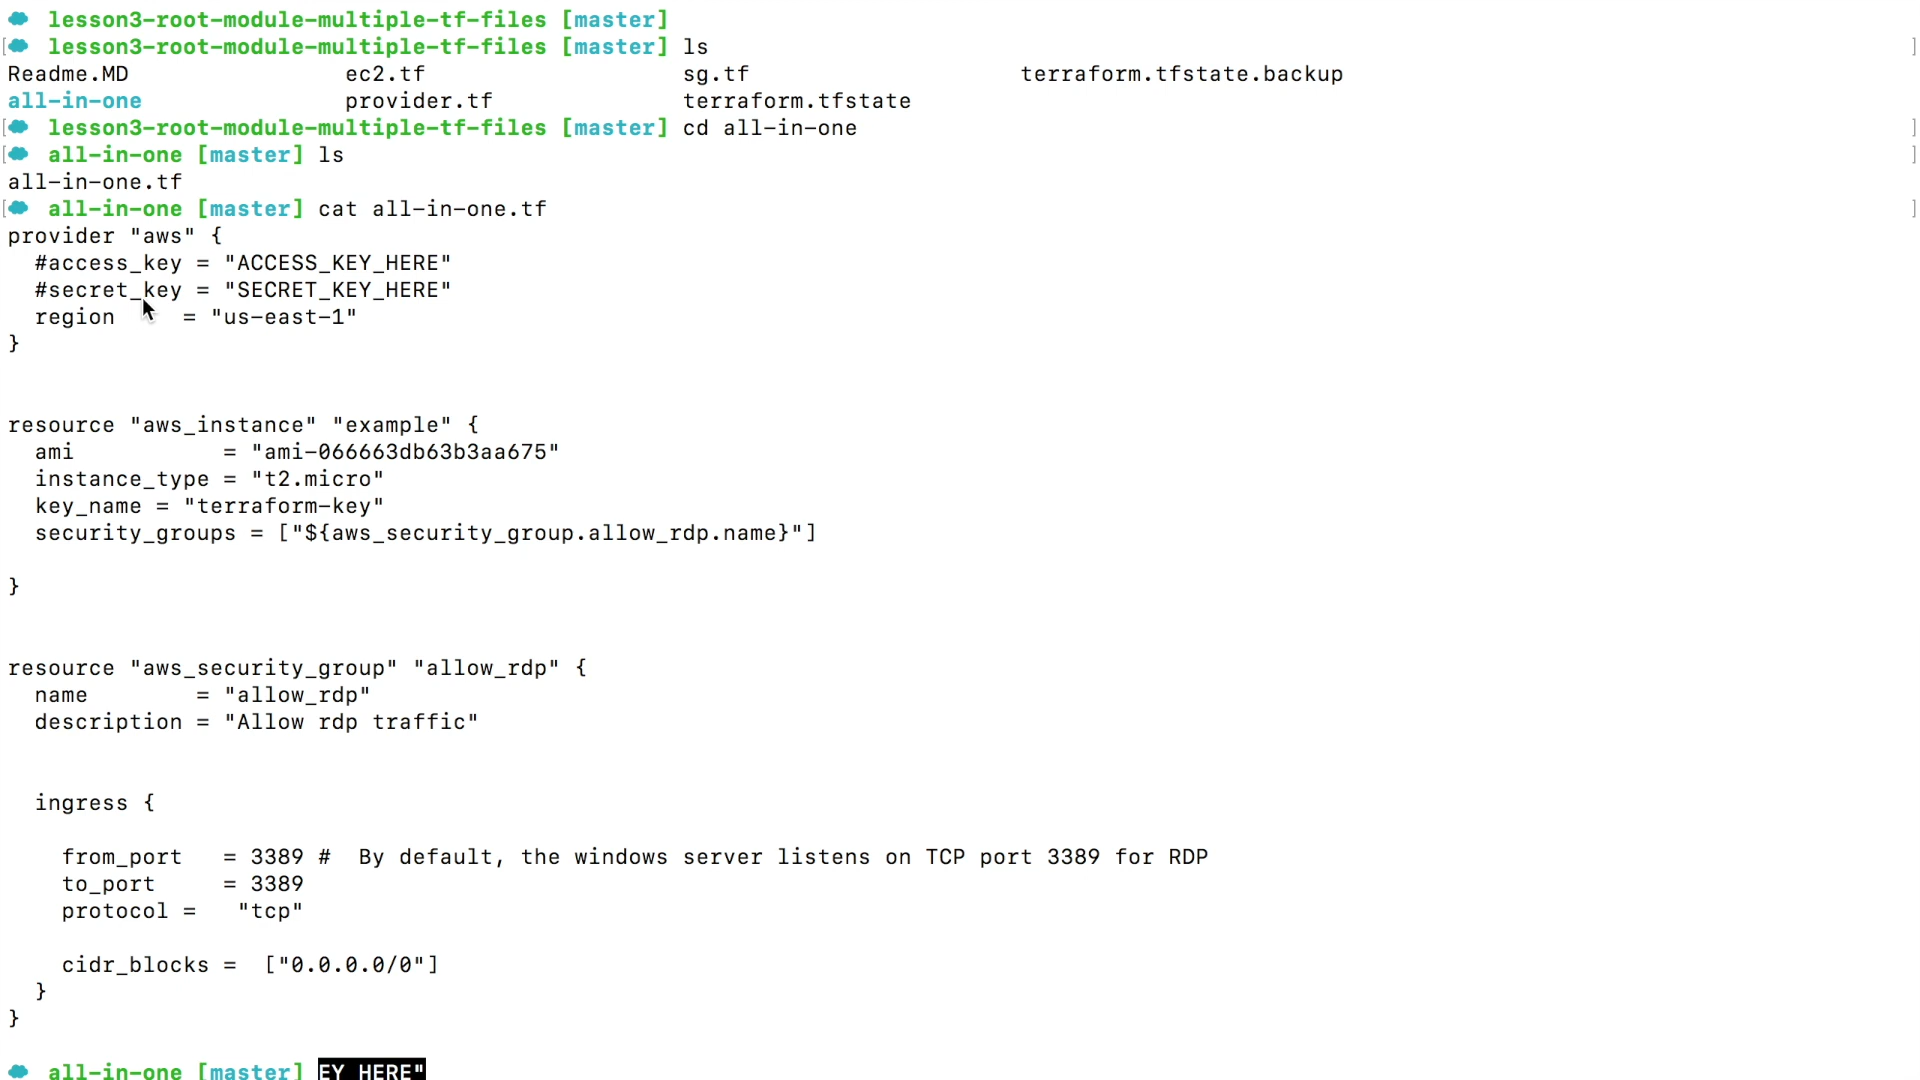 lesson3-root-module-multiple-tf-files [master]
[ lesson3-root-module-multiple-tf-files [master] ls ]
Readme.MD ec2.tf sg.tf terraform.tfstate.backup
all-in-one provider.tf terraform.tfstate
[ lesson3-root-module-multiple-tf-files [master] cd all-in-one ]
[ all-in-one [master] ls ]
all-in-one.tf
[ all-in-one [master] cat all-in-one.tf ]
provider "aws" {
  #access_key = "ACCESS_KEY_HERE"
  #secret_key = "SECRET_KEY_HERE"
  region     = "us-east-1"
}
resource "aws_instance" "example" {
  ami           = "ami-066663db63b3aa675"
  instance_type = "t2.micro"
  key_name = "terraform-key"
  security_groups = ["${aws_security_group.allow_rdp.name}"]
}
resource "aws_security_group" "allow_rdp" {
  name        = "allow_rdp"
  description = "Allow rdp traffic"
  ingress {
    from_port   = 3389 #  By default, the windows server listens on TCP port 3389 for RDP
    to_port     = 3389
    protocol =   "tcp"
    cidr_blocks =  ["0.0.0.0/0"]
  }
}
all-in-one [master] EY_HERE"